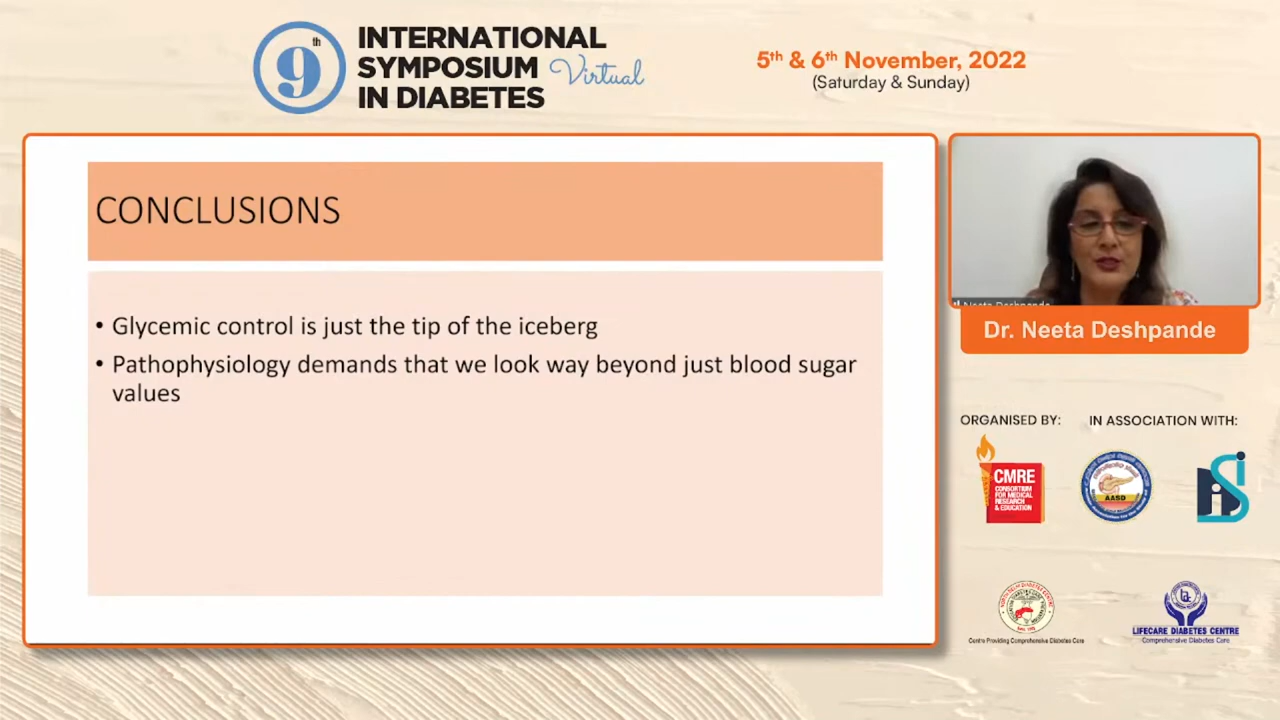 9th
INTERNATIONAL
SYMPOSIUM Virtual
IN DIABETES
5th & 6th November, 2022
(Saturday & Sunday)
CONCLUSIONS
• Glycemic control is just the tip of the iceberg
• Pathophysiology demands that we look way beyond just blood sugar
values
Neeta Deshpande
Dr. Neeta Deshpande
ORGANISED BY:
IN ASSOCIATION WITH:
CMRE
CONSORTIUM
FOR MEDICAL
RESEARCH
& EDUCATION
AASD
Centre Providing Comprehensive Diabetes Care
LIFECARE DIABETES CENTRE
Comprehensive Diabetes Care